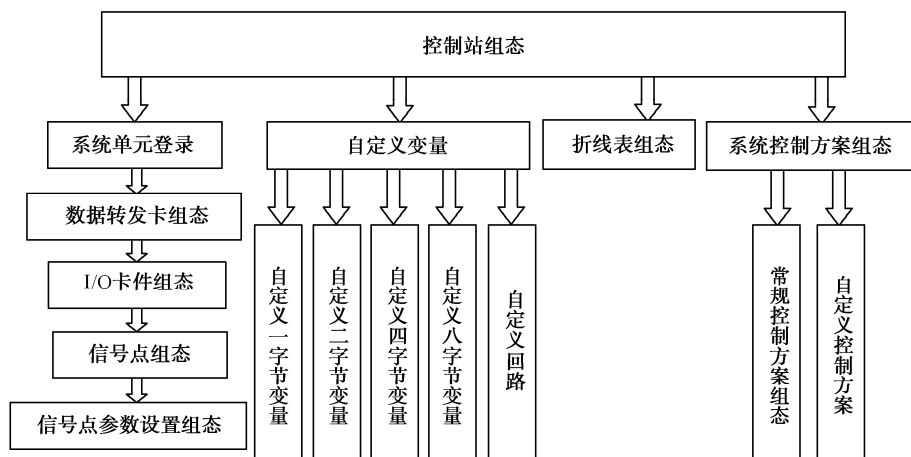 控制站组态
系统单元登录
自定义变量
折线表组态
系统控制方案组态
数据转发卡组态
I/O卡件组态
信号点组态
信号点参数设置组态
自定义一字节变量
自定义二字节变量
自定义四字节变量
自定义八字节变量
自定义回路
常规控制方案组态
自定义控制方案